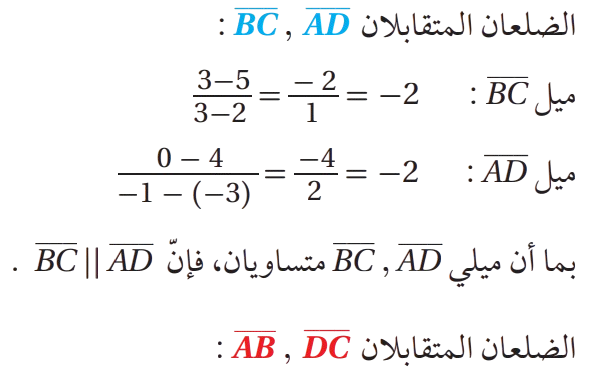 الضلعان المتقابلان $\overline{AD}$ , $\overline{BC}$ :
ميل $\overline{BC}$ : $\frac{3-5}{3-2} = \frac{-2}{1} = -2$
ميل $\overline{AD}$ : $\frac{0-4}{-1-(-3)} = \frac{-4}{2} = -2$
بما أن ميلي $\overline{AD}$ , $\overline{BC}$ متساويان، فإنّ $\overline{BC} || \overline{AD}$ .
الضلعان المتقابلان $\overline{DC}$ , $\overline{AB}$ :